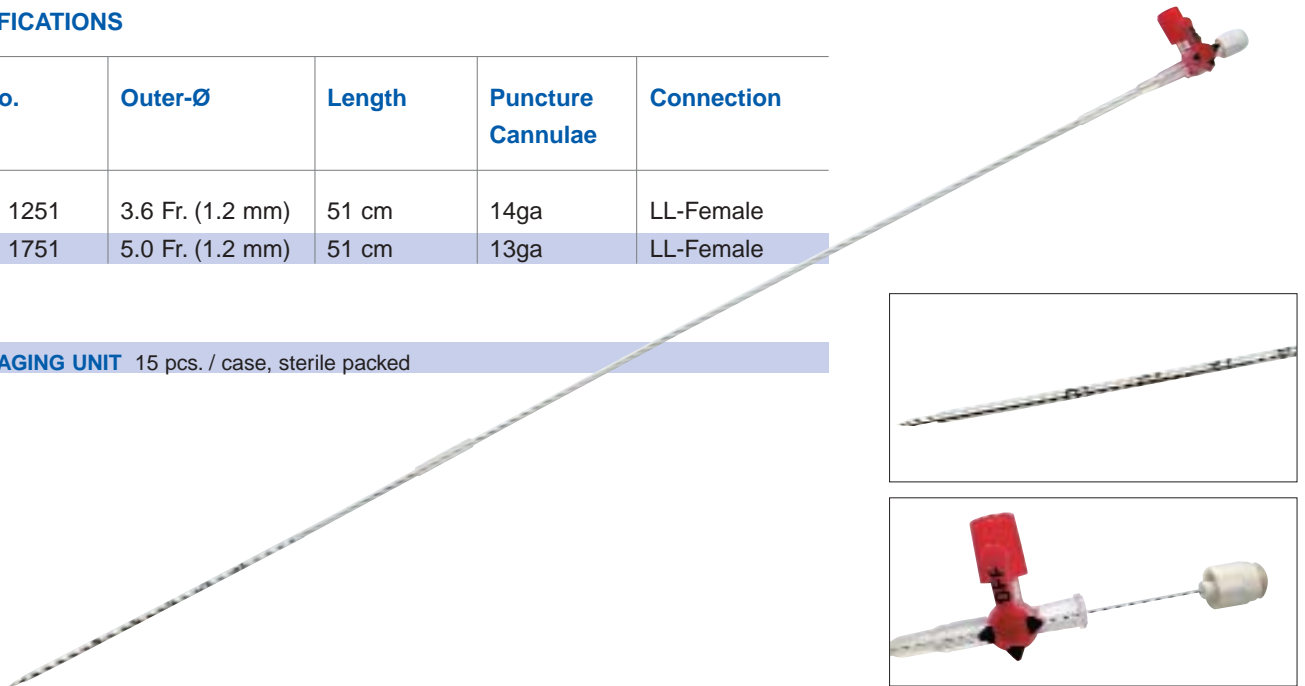 FICATIONS
o. Outer-Ø Length Puncture Connection
Cannulae
1251 3.6 Fr. (1.2 mm) 51 cm 14ga LL-Female
1751 5.0 Fr. (1.2 mm) 51 cm 13ga LL-Female
AGING UNIT 15 pcs. / case, sterile packed
OFF